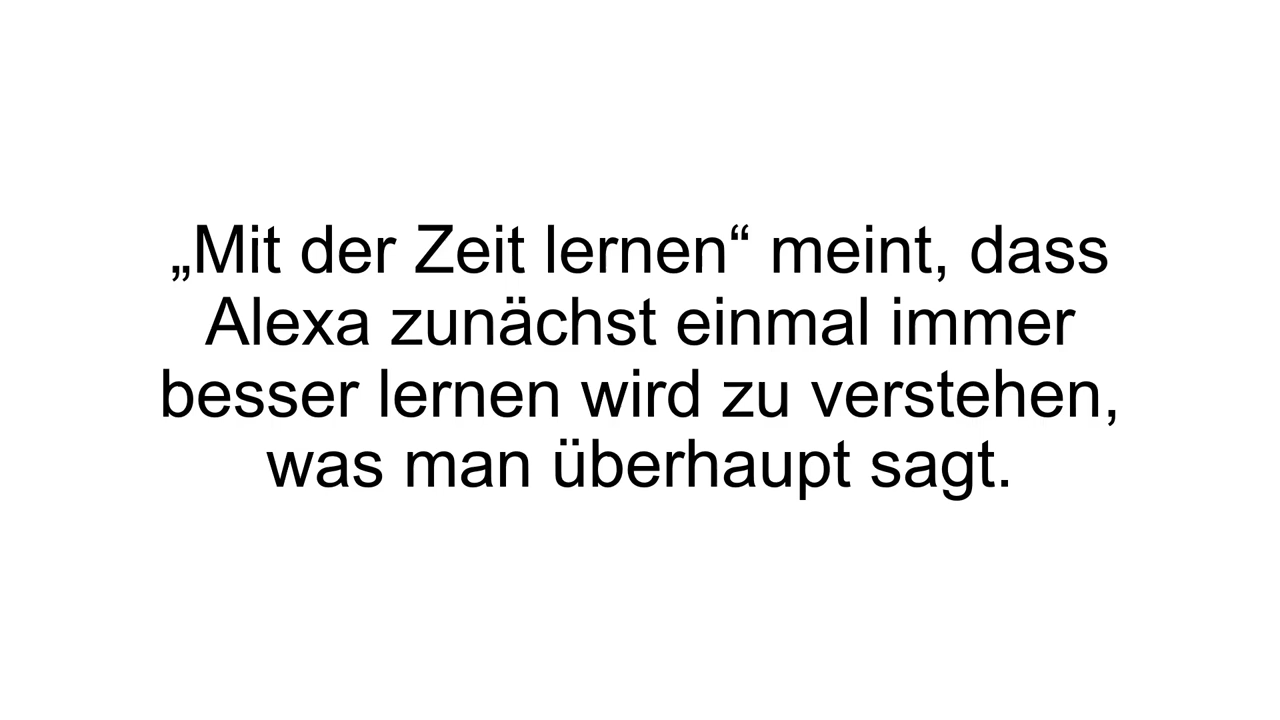 „Mit der Zeit lernen“ meint, dass
Alexa zunächst einmal immer
besser lernen wird zu verstehen,
was man überhaupt sagt.